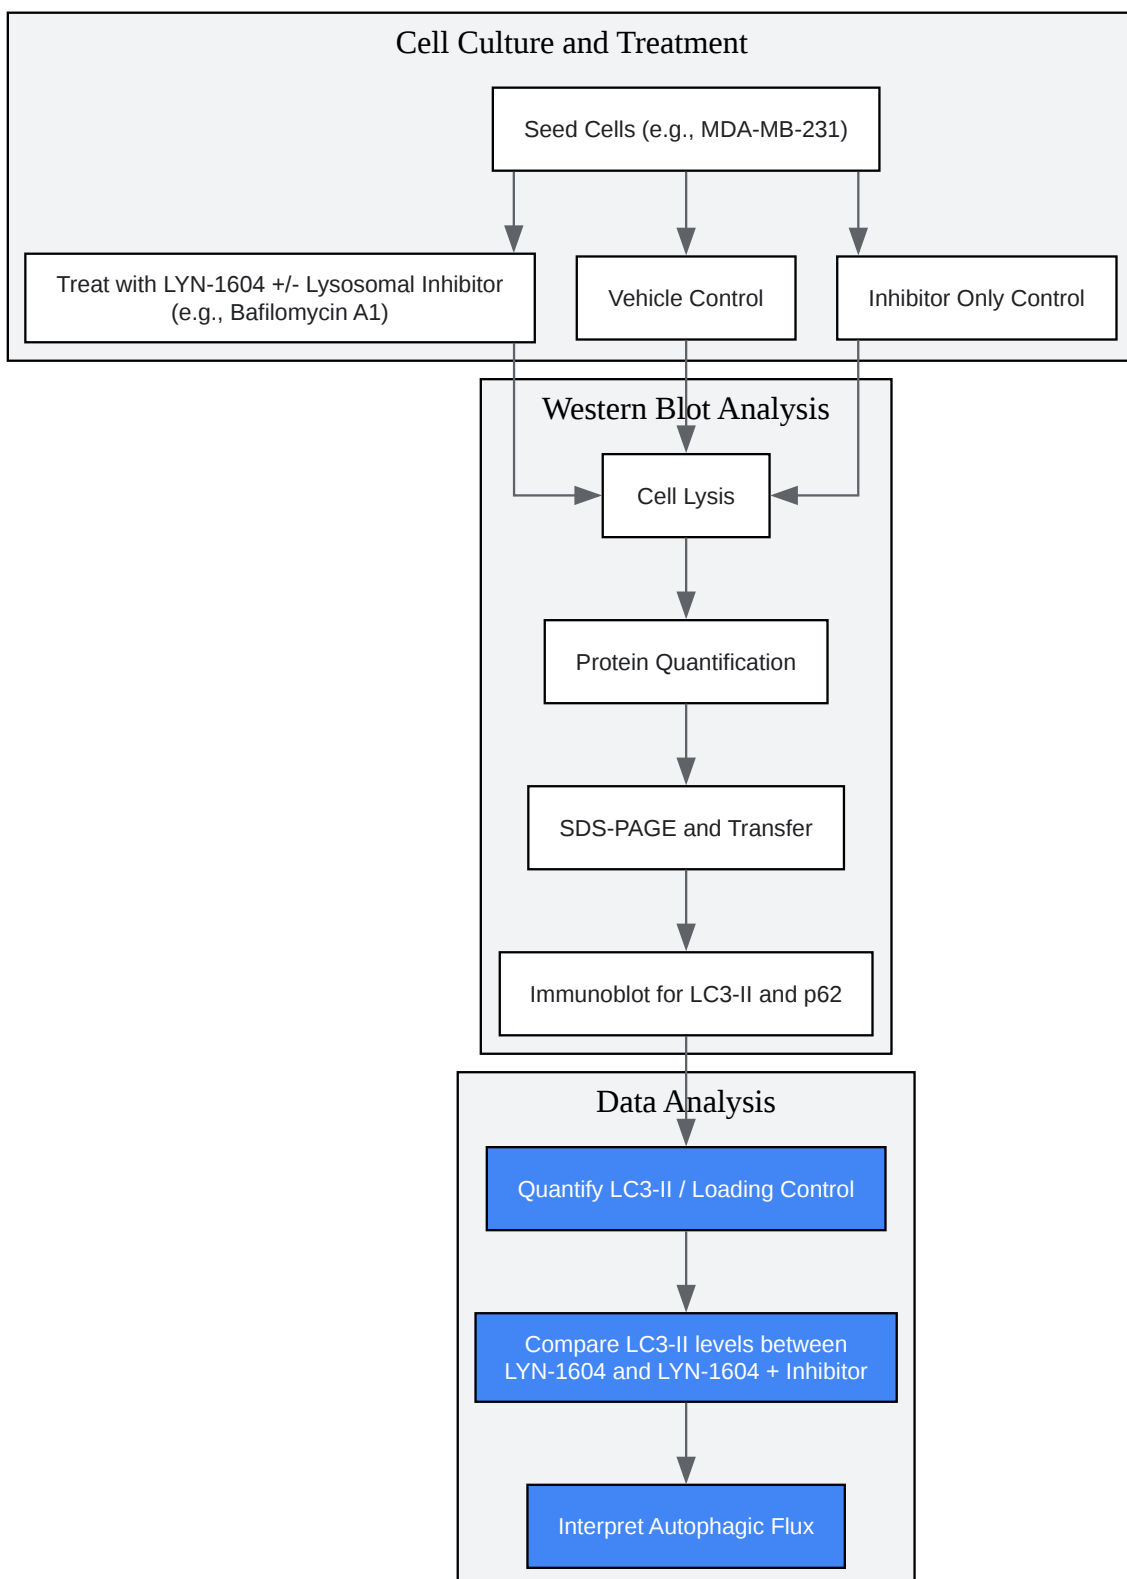 Cell Culture and Treatment
Seed Cells (e.g., MDA-MB-231)
Treat with LYN-1604 +/- Lysosomal Inhibitor
(e.g., Bafilomycin A1)
Vehicle Control
Inhibitor Only Control
Western Blot Analysis
Cell Lysis
Protein Quantification
SDS-PAGE and Transfer
Immunoblot for LC3-II and p62
Data Analysis
Quantify LC3-II / Loading Control
Compare LC3-II levels between
LYN-1604 and LYN-1604 + Inhibitor
Interpret Autophagic Flux